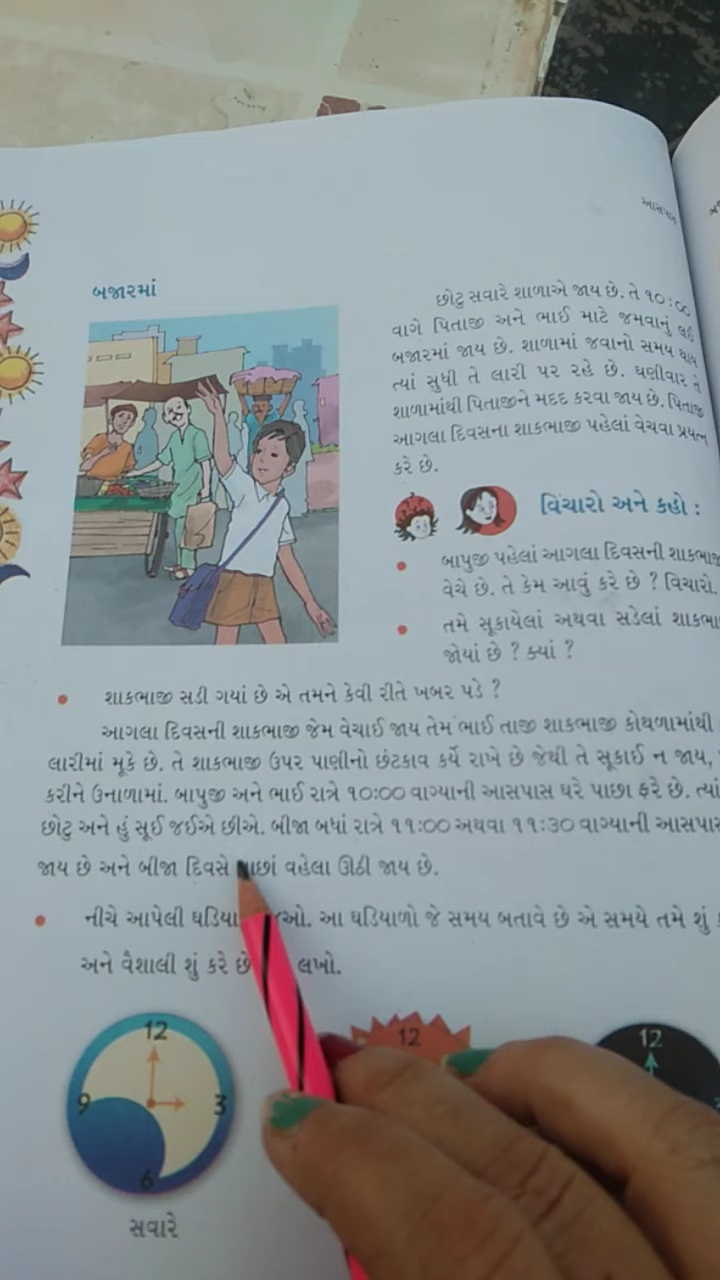 આસપાસ
બજારમાં
છોટુ સવારે શાળાએ જાય છે. તે ૧૦:૦૦
વાગે પિતાજી અને ભાઈ માટે જમવાનું લઈ
બજારમાં જાય છે. શાળામાં જવાનો સમય થાય
ત્યાં સુધી તે લારી પર રહે છે. ઘણીવાર તે
શાળામાંથી પિતાજીને મદદ કરવા જાય છે. પિતાજી
આગલા દિવસના શાકભાજી પહેલાં વેચવા પ્રયત્ન
કરે છે.
વિચારો અને કહો :
બાપુજી પહેલાં આગલા દિવસની શાકભાજી
વેચે છે. તે કેમ આવું કરે છે ? વિચારો.
તમે સૂકાયેલાં અથવા સડેલાં
જોયાં છે ? ક્યાં ?
શાકભાજી સડી ગયાં છે એ તમને કેવી રીતે ખબર પડે ?
આગલા દિવસની શાકભાજી જેમ વેચાઈ જાય તેમ ભાઈ તાજી શાકભાજી કોથળામાંથી
લારીમાં મૂકે છે. તે શાકભાજી ઉપર પાણીનો છંટકાવ કર્યે રાખે છે જેથી તે સૂકાઈ ન જાય,
કરીને ઉનાળામાં. બાપુજી અને ભાઈ રાત્રે ૧૦:૦૦ વાગ્યાની આસપાસ ઘરે પાછા ફરે છે. ત્યાં
છોટુ અને હું સૂઈ જઈએ છીએ. બીજા બધાં રાત્રે ૧૧:૦૦ અથવા ૧૧:૩૦ વાગ્યાની આસપાસ
જાય છે અને બીજા દિવસે પાછાં વહેલા ઊઠી જાય છે.
નીચે આપેલી આ ઘડિયાળો જે સમય બતાવે છે એ સમયે તમે શું
અને વૈશાલી શું કરે છે લખો.
12
12
12
9
3
6
સવારે